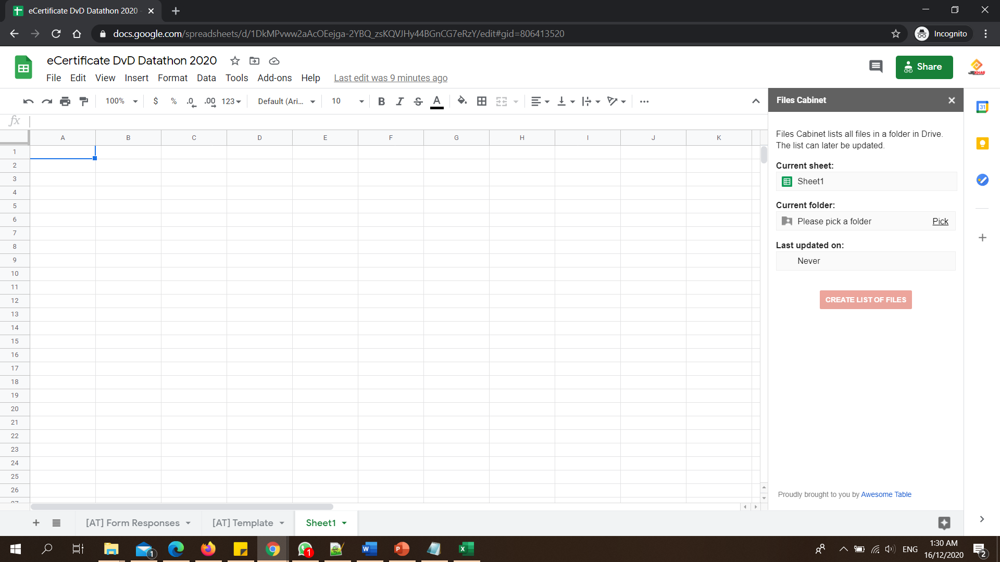 eCertificate DvD Datathon 2020 -
docs.google.com/spreadsheets/d/1DkMPvww2aAcOEejga-2YBQ_zsKQVJHy44BGnCG7eRzY/edit#gid=806413520
Incognito
eCertificate DvD Datathon 2020
File Edit View Insert Format Data Tools Add-ons Help Last edit was 9 minutes ago
Share
100% $ % .0 .00 123 Default (Ari... 10 B I S A
fx
A B C D E F G H I J K
1
2
3
4
5
6
7
8
9
10
11
12
13
14
15
16
17
18
19
20
21
22
23
24
25
26
27
Files Cabinet
Files Cabinet lists all files in a folder in Drive.
The list can later be updated.
Current sheet:
Sheet1
Current folder:
Please pick a folder Pick
Last updated on:
Never
CREATE LIST OF FILES
Proudly brought to you by Awesome Table
31
[AT] Form Responses [AT] Template Sheet1
1 1 ENG
1:30 AM
16/12/2020
2